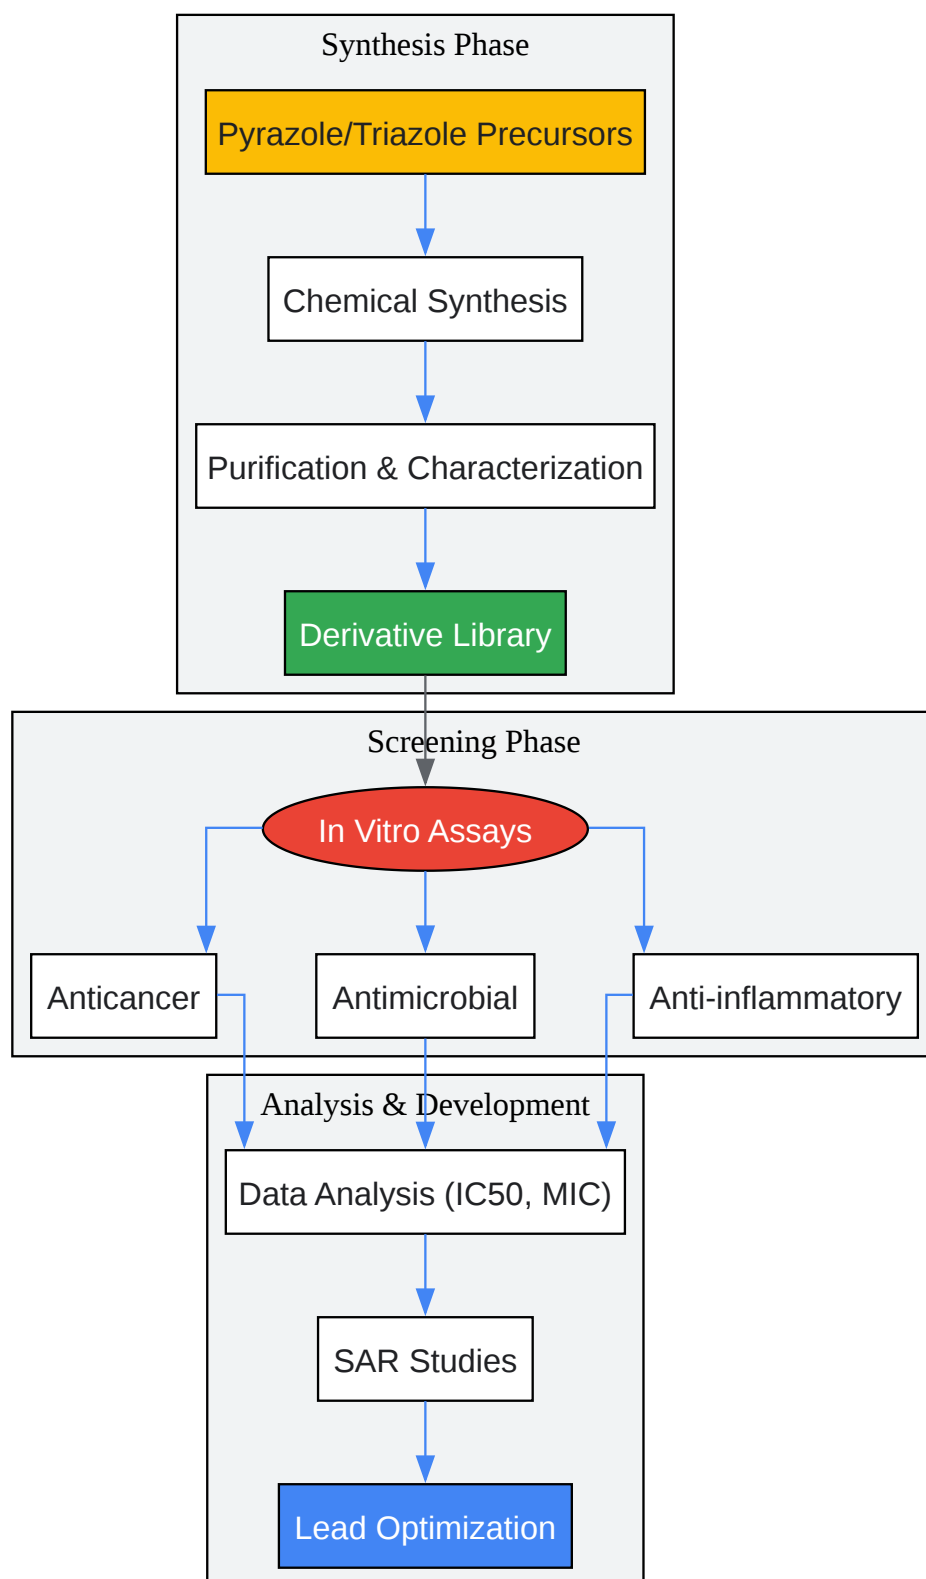 Synthesis Phase
Pyrazole/Triazole Precursors
Chemical Synthesis
Purification & Characterization
Derivative Library
Screening Phase
In Vitro Assays
Anticancer
Antimicrobial
Anti-inflammatory
Analysis & Development
Data Analysis (IC50, MIC)
SAR Studies
Lead Optimization